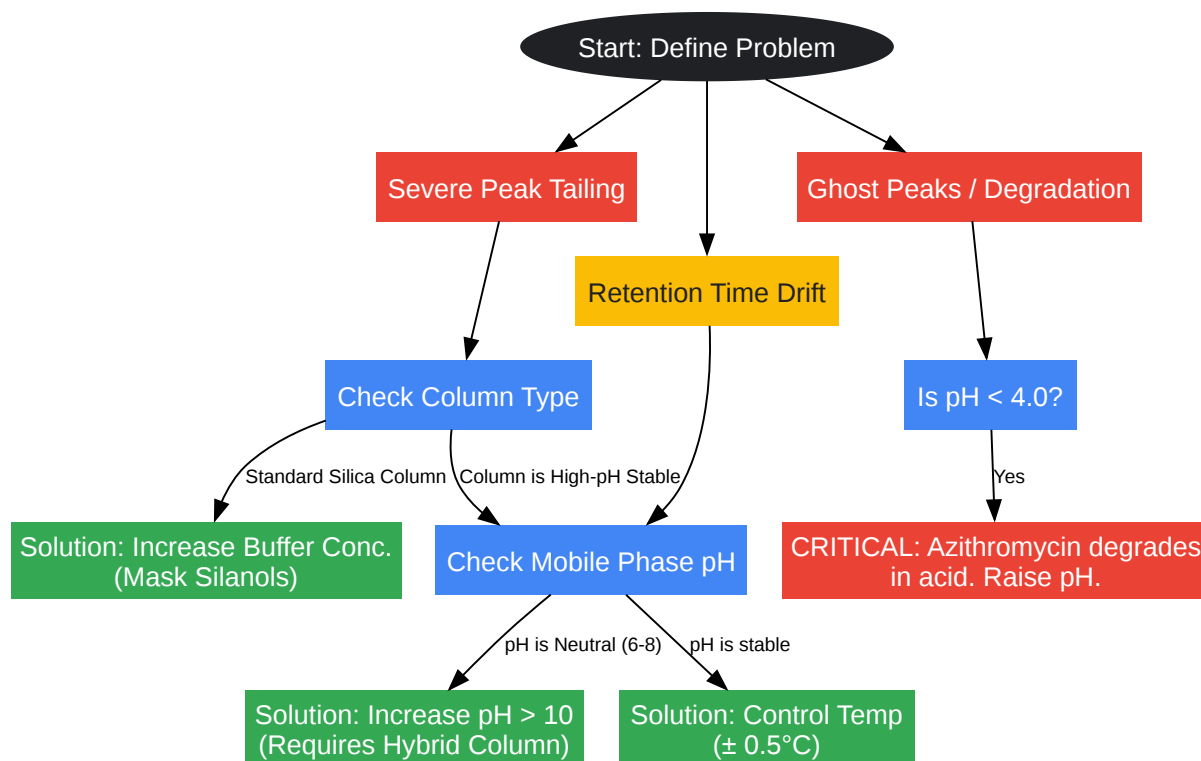 Start: Define Problem
Severe Peak Tailing
Ghost Peaks / Degradation
Retention Time Drift
Check Column Type
Is pH < 4.0?
Standard Silica Column
Column is High-pH Stable
Yes
Solution: Increase Buffer Conc.
(Mask Silanols)
Check Mobile Phase pH
CRITICAL: Azithromycin degrades
in acid. Raise pH.
pH is Neutral (6-8)
pH is stable
Solution: Increase pH > 10
(Requires Hybrid Column)
Solution: Control Temp
(± 0.5°C)